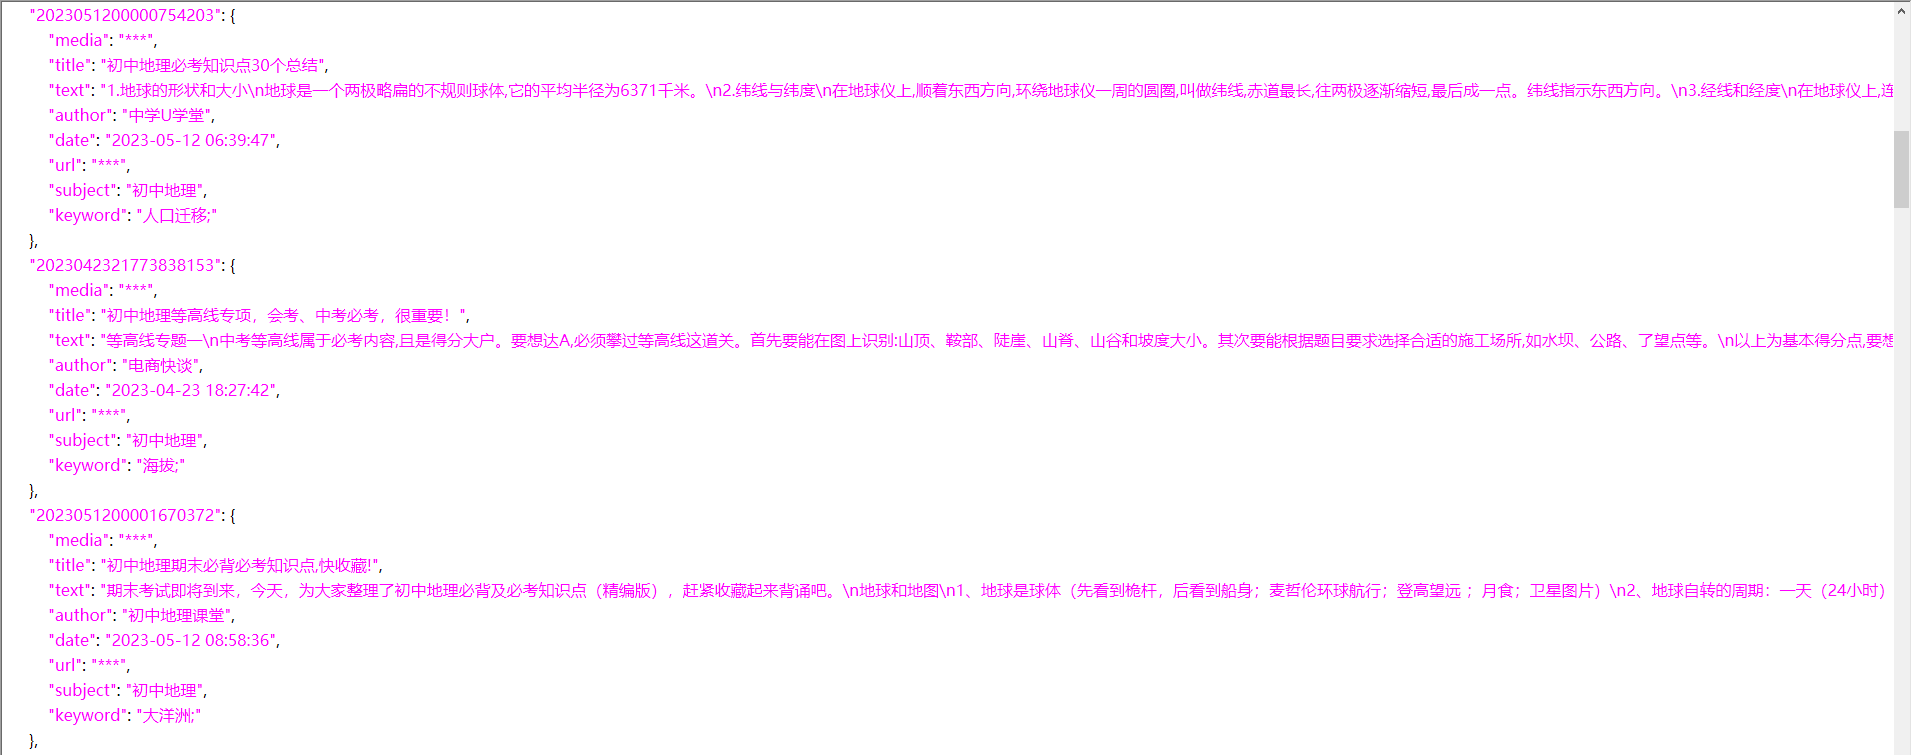 "2023051200000754203": {
"media": "***",
"title": "初中地理必考知识点30个总结",
"text": "1.地球的形状和大小\n地球是一个两极略扁的不规则球体,它的平均半径为6371千米。\n2.纬线与纬度\n在地球仪上,顺着东西方向,环绕地球仪一周的圆圈,叫做纬线,赤道最长,往两极逐渐缩短,最后成一点。纬线指示东西方向。\n3.经线和经度\n在地球仪上,连
"author": "中学U学堂",
"date": "2023-05-12 06:39:47",
"url": "***",
"subject": "初中地理",
"keyword": "人口迁移;"
},
"2023042321773838153": {
"media": "***",
"title": "初中地理等高线专项，会考、中考必考，很重要！",
"text": "等高线专题一\n中考等高线属于必考内容,且是得分大户。要想达A,必须攀过等高线这道关。首先要能在图上识别:山顶、鞍部、陡崖、山脊、山谷和坡度大小。其次要能根据题目要求选择合适的施工场所,如水坝、公路、了望点等。\n以上为基本得分点,要想
"author": "电商快谈",
"date": "2023-04-23 18:27:42",
"url": "***",
"subject": "初中地理",
"keyword": "海拔;"
},
"2023051200001670372": {
"media": "***",
"title": "初中地理期末必背必考知识点,快收藏!",
"text": "期末考试即将到来，今天，为大家整理了初中地理必背及必考知识点（精编版），赶紧收藏起来背诵吧。\n地球和地图\n1、地球是球体（先看到桅杆，后看到船身；麦哲伦环球航行；登高望远 ；月食；卫星图片）\n2、地球自转的周期：一天（24小时）
"author": "初中地理课堂",
"date": "2023-05-12 08:58:36",
"url": "***",
"subject": "初中地理",
"keyword": "大洋洲;"
},